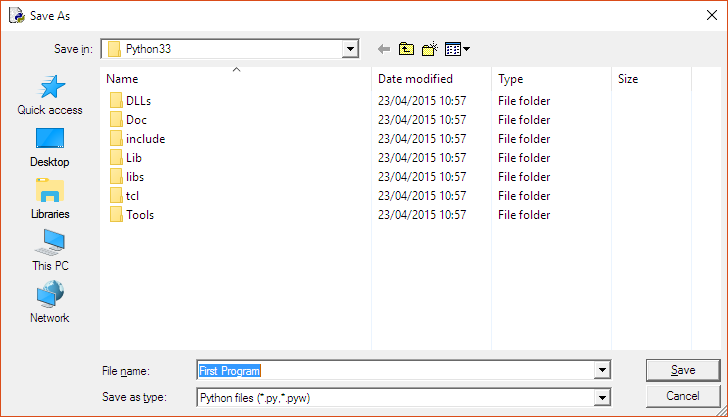 Save As
Save in: Python33
Name Date modified Type Size
DLLs 23/04/2015 10:57 File folder
Doc 23/04/2015 10:57 File folder
include 23/04/2015 10:57 File folder
Lib 23/04/2015 10:57 File folder
libs 23/04/2015 10:57 File folder
tcl 23/04/2015 10:57 File folder
Tools 23/04/2015 10:57 File folder
Quick access
Desktop
Libraries
This PC
Network
File name: First Program Save
Save as type: Python files (*.py,*.pyw) Cancel